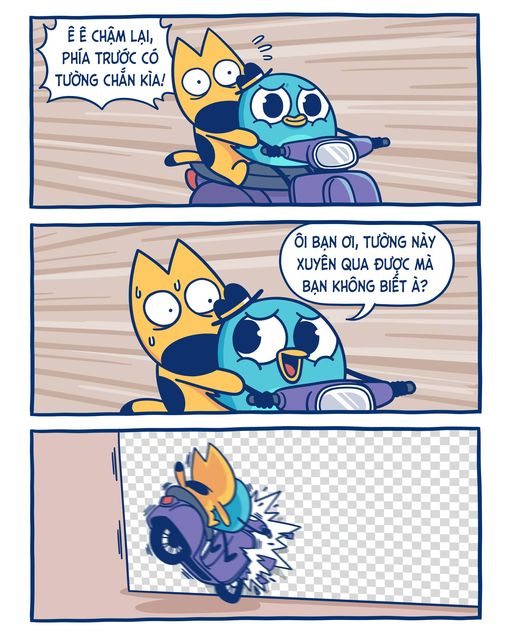 Ê Ê CHẬM LẠI,
PHÍA TRƯỚC CÓ
TƯỜNG CHẮN KÌA!
ÔI BẠN ƠI, TƯỜNG NÀY
XUYÊN QUA ĐƯỢC MÀ
BẠN KHÔNG BIẾT À?